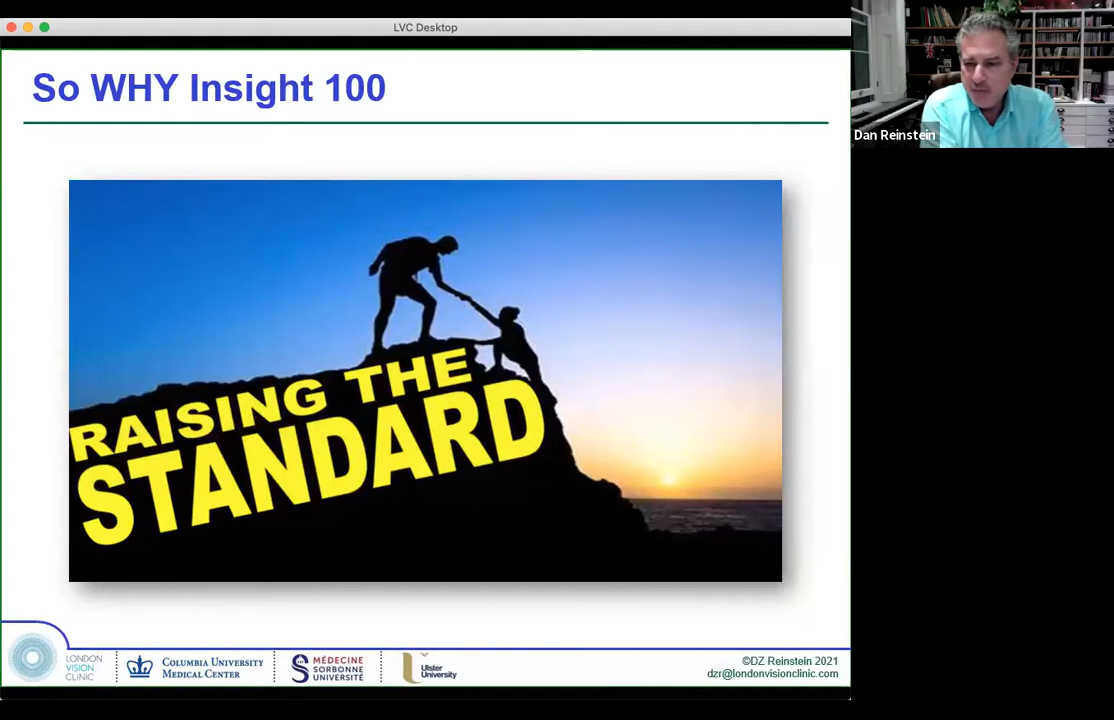 LVC Desktop
So WHY Insight 100
Dan Reinstein
RAISING THE
STANDARD
LONDON
VISION
CLINIC
COLUMBIA UNIVERSITY
MEDICAL CENTER
MÉDECINE
SORBONNE
UNIVERSITÉ
Ulster
University
©DZ Reinstein 2021
dzr@londonvisionclinic.com